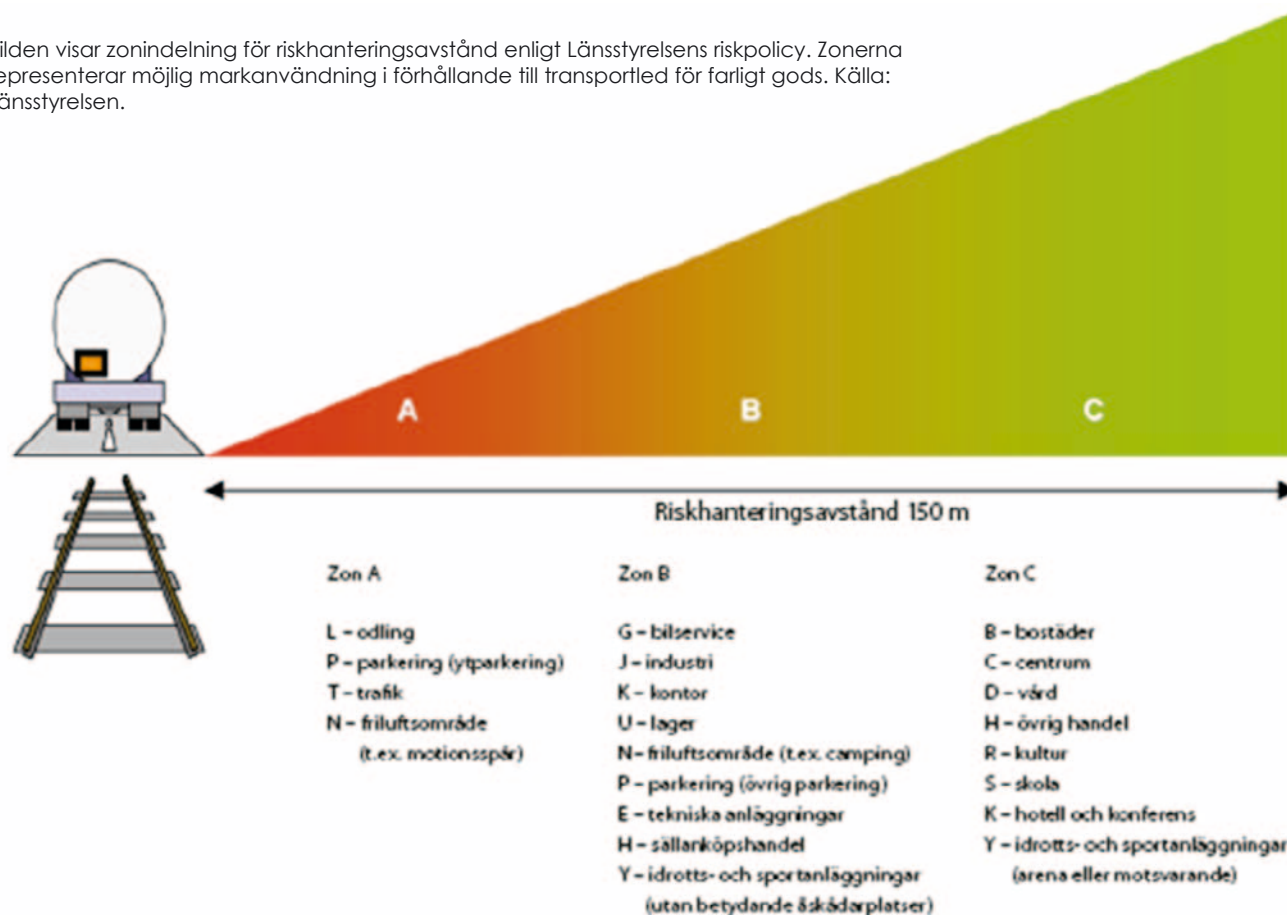 ilden visar zonindelning för riskhanteringsavstånd enligt Länsstyrelsens riskpolicy. Zonerna
epresenterar möjlig markanvändning i förhållande till transportled för farligt gods. Källa:
änsstyrelsen.
A
B
C
Riskhanteringsavstånd 150 m
Zon A
L – odling
P – parkering (ytparkering)
T – trafik
N – friluftsområde
(t.ex. motionsspår)
Zon B
G – bilservice
J – industri
K – kontor
U – lager
N – friluftsområde (t.ex. camping)
P – parkering (övrig parkering)
E – tekniska anläggningar
H – sällanköpshandel
Y – idrotts- och sportanläggningar
(utan betydande åskådarplatser)
Zon C
B – bostäder
C – centrum
D – vård
H – övrig handel
R – kultur
S – skola
K – hotell och konferens
Y – idrotts- och sportanläggningar
(arena eller motsvarande)